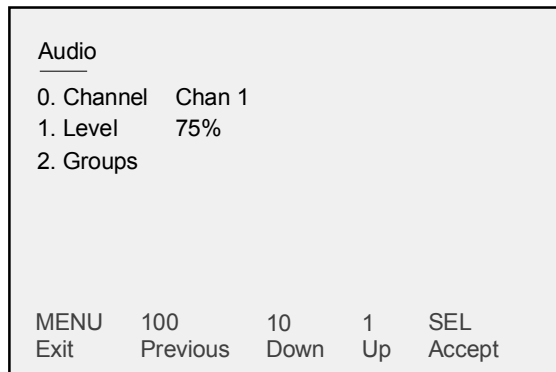 Audio
0. Channel Chan 1
1. Level 75%
2. Groups
MENU 100 10 1 SEL
Exit Previous Down Up Accept